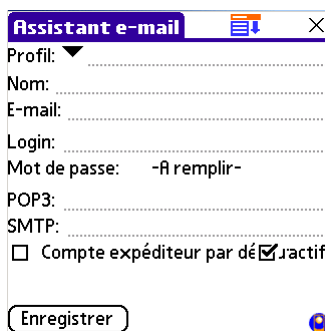 Assistant e-mail
Profil:
Nom:
E-mail:
Login:
Mot de passe: -A remplir-
POP3:
SMTP:
Compte expéditeur par dé actif
Enregistrer